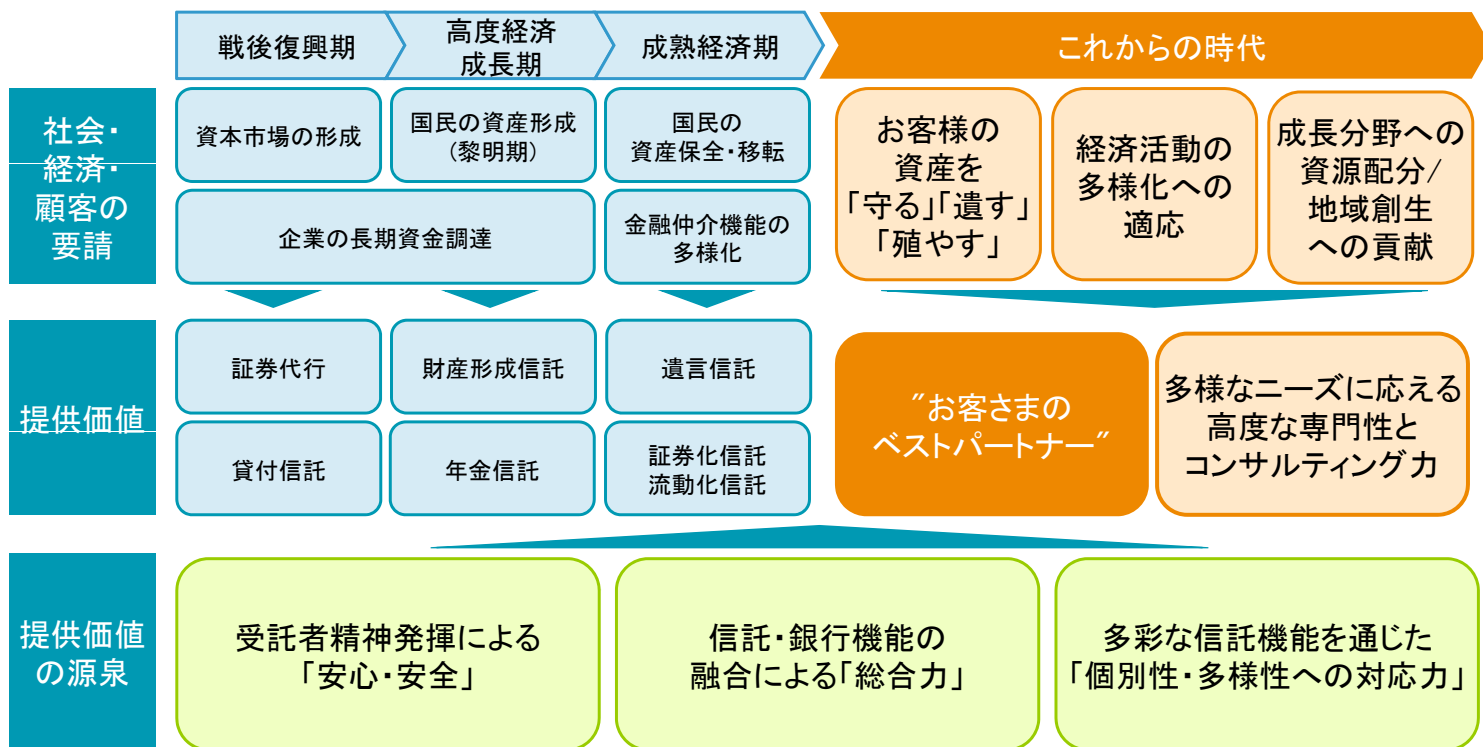 戦後復興期
高度経済
成長期
成熟経済期
これからの時代
社会・
経済・
顧客の
要請
資本市場の形成
国民の資産形成
(黎明期)
国民の
資産保全・移転
企業の長期資金調達
金融仲介機能の
多様化
お客様の
資産を
「守る」「遺す」
「殖やす」
経済活動の
多様化への
適応
成長分野への
資源配分/
地域創生
への貢献
提供価値
証券代行
財産形成信託
遺言信託
貸付信託
年金信託
証券化信託
流動化信託
"お客さまの
ベストパートナー"
多様なニーズに応える
高度な専門性と
コンサルティング力
提供価値
の源泉
受託者精神発揮による
「安心・安全」
信託・銀行機能の
融合による「総合力」
多彩な信託機能を通じた
「個別性・多様性への対応力」